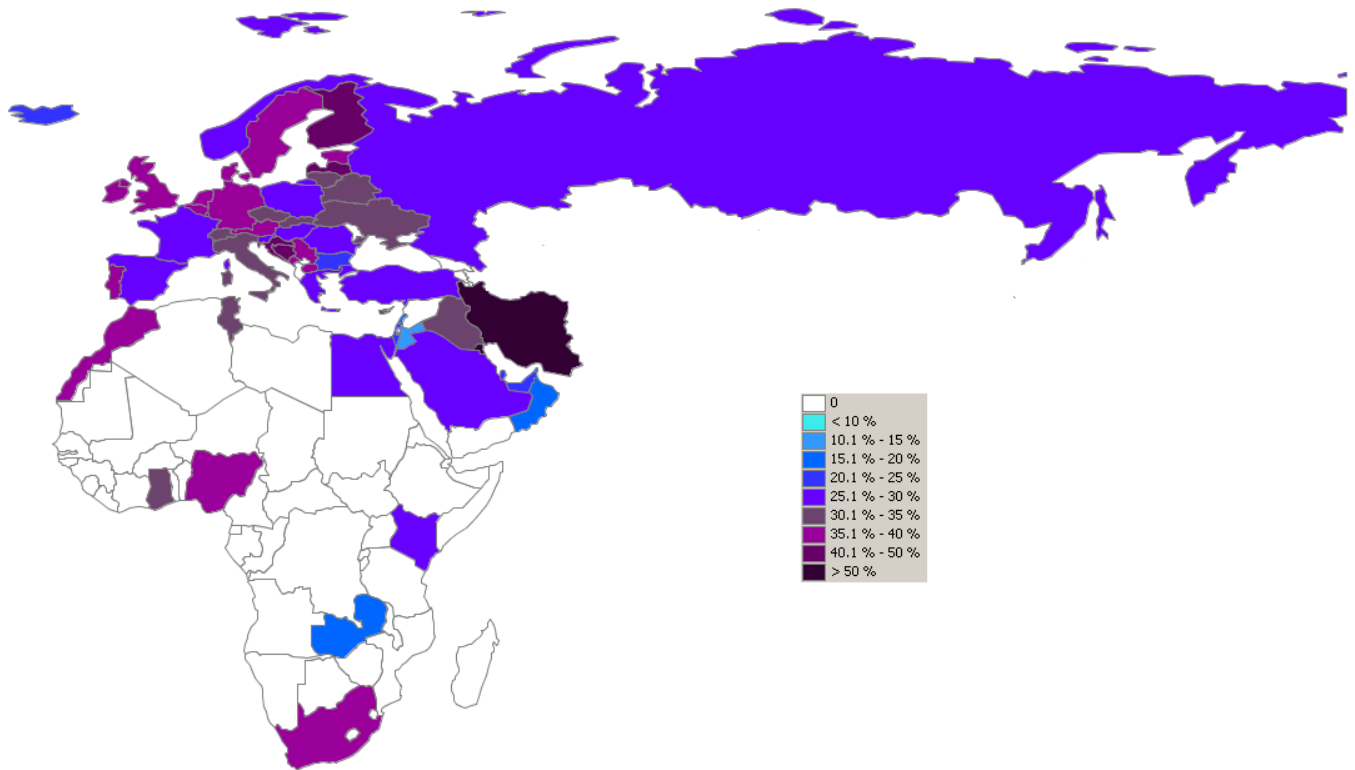 0
< 10 %
10.1 % - 15 %
15.1 % - 20 %
20.1 % - 25 %
25.1 % - 30 %
30.1 % - 35 %
35.1 % - 40 %
40.1 % - 50 %
> 50 %